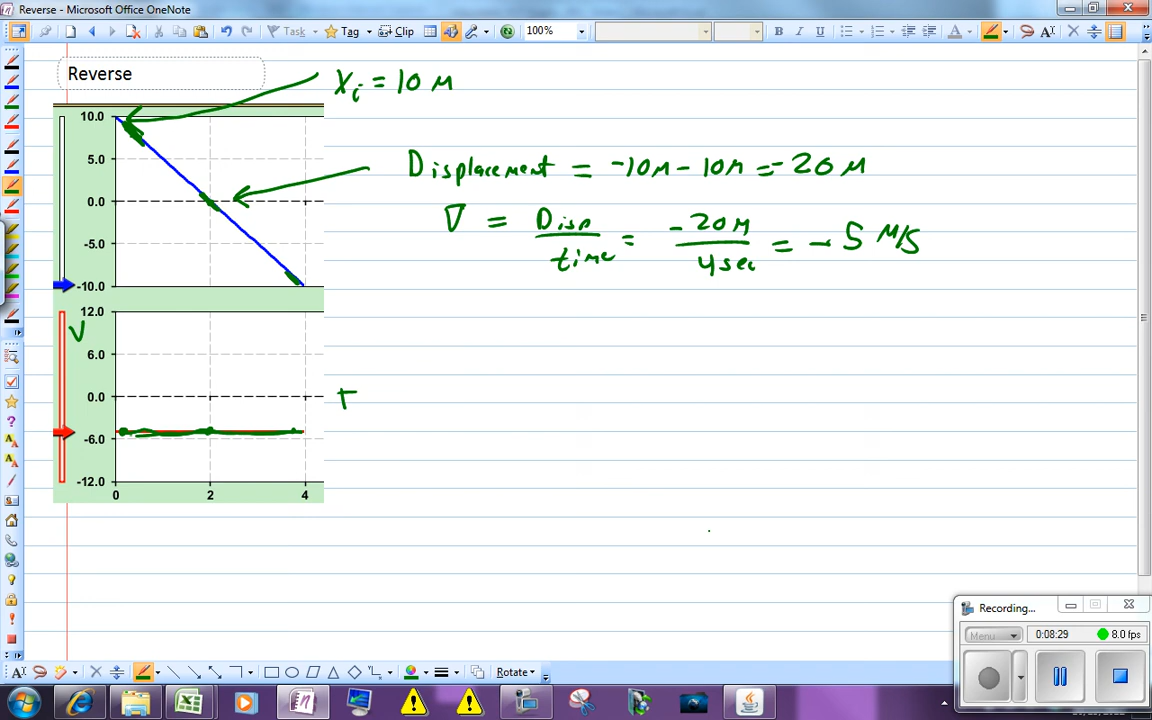 Reverse - Microsoft Office OneNote
100%
Task
Tag
Clip
B I U
Reverse
Xi = 10 M
10.0
5.0
0.0
-5.0
-10.0
Displacement = -10M - 10M = -20M
V̅ = Disp/time = -20M/4sec = -5 M/S
12.0
V
6.0
0.0
-6.0
-12.0
0 2 4
Recording...
Menu
0:08:29
8.0 fps
Rotate